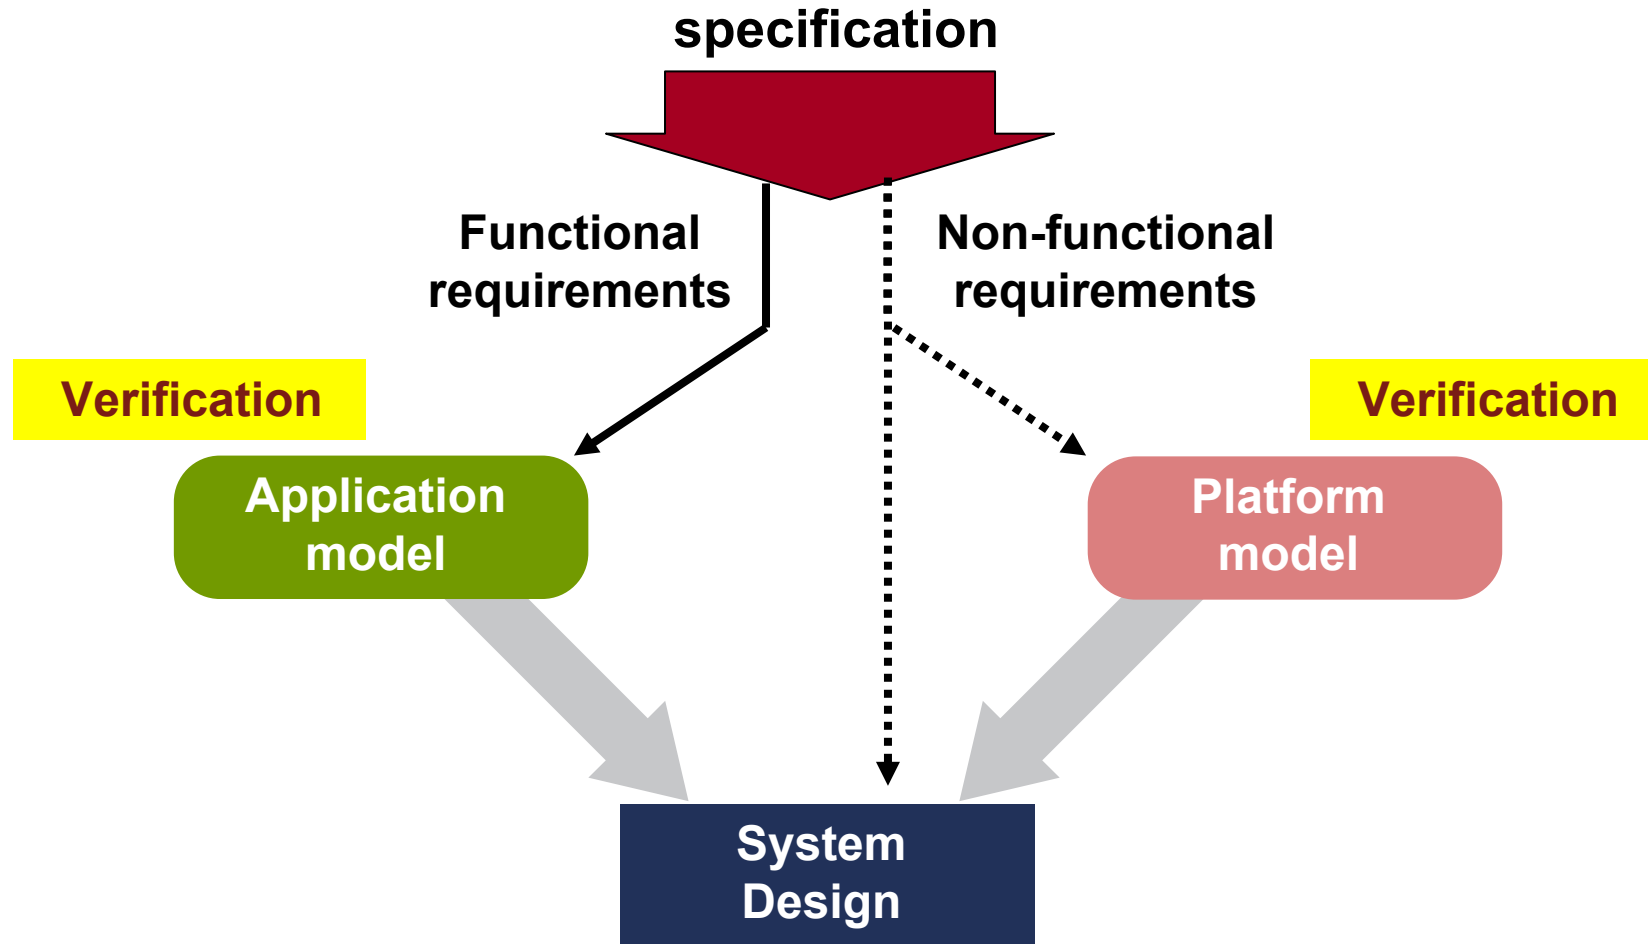 specification
Functional
requirements
Non-functional
requirements
Verification
Verification
Application
model
Platform
model
System
Design